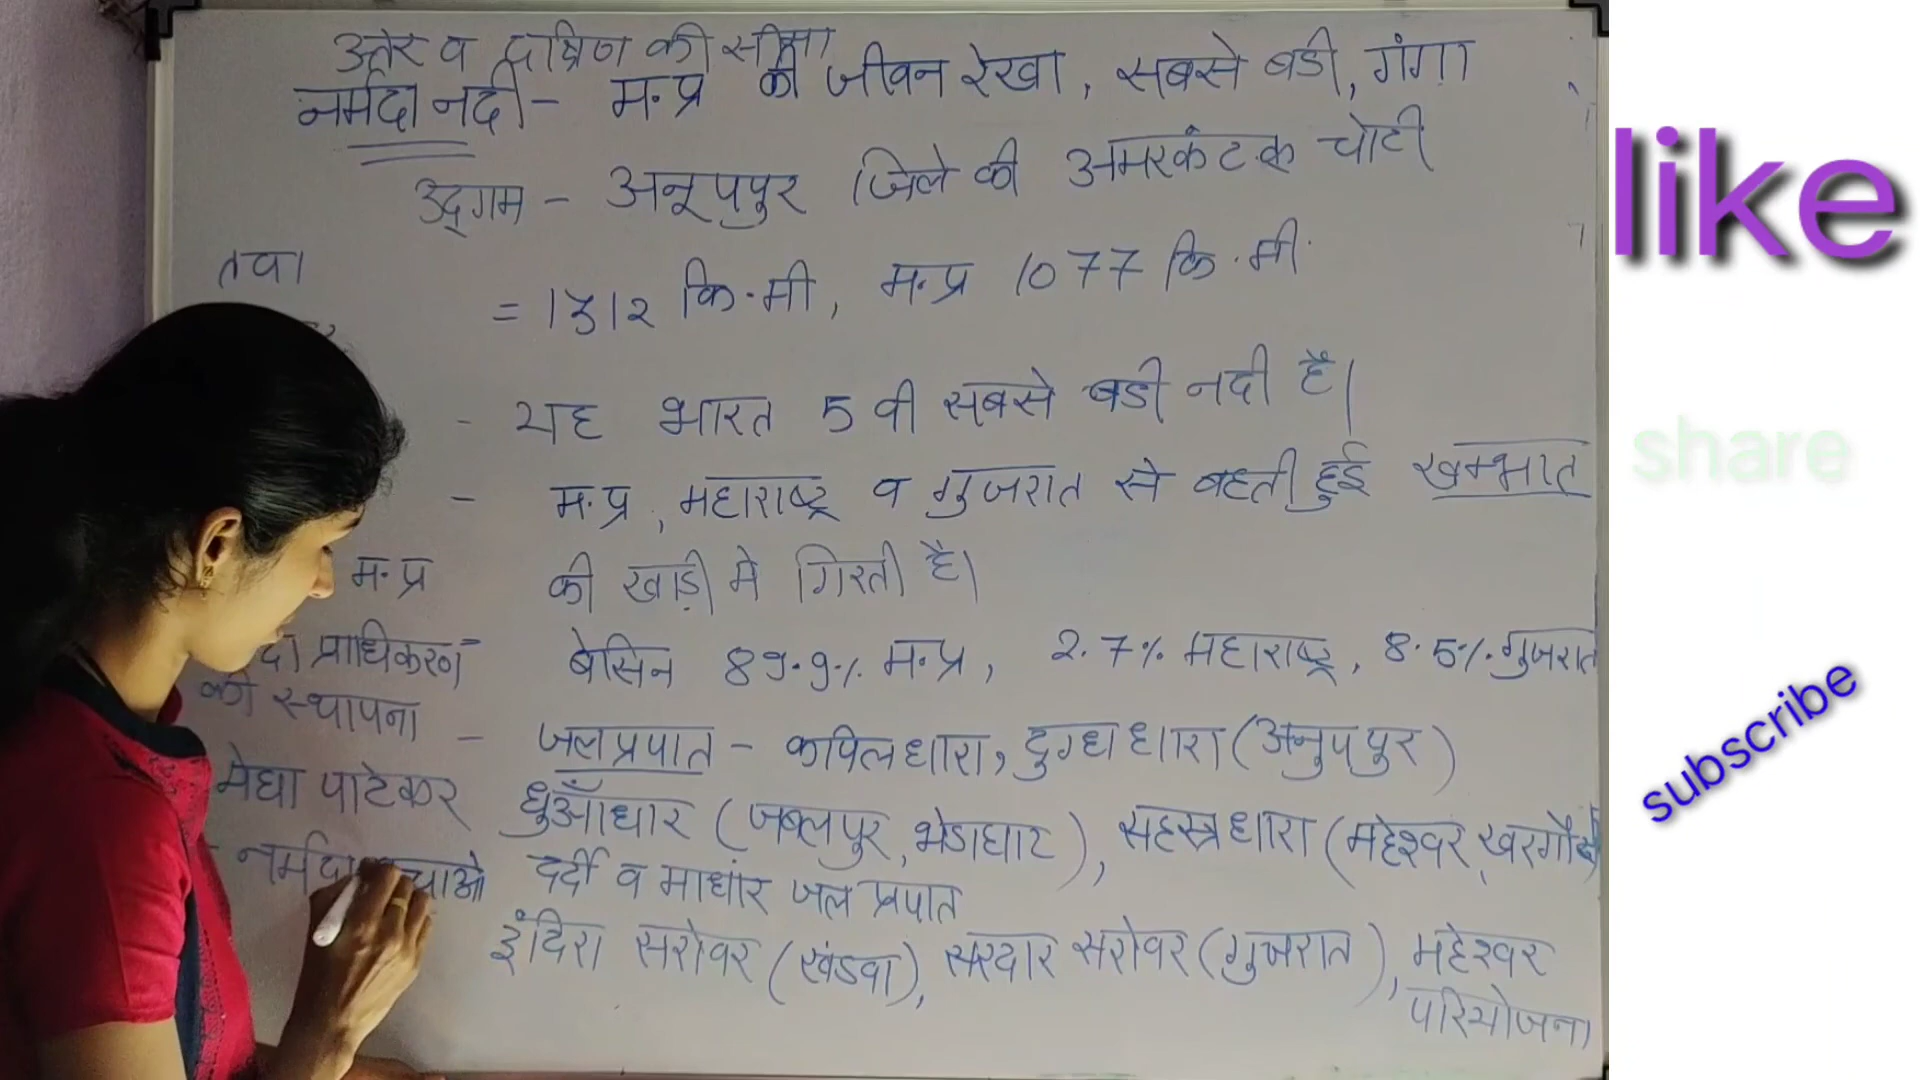 उत्तर व दक्षिण की सीमा
नर्मदा नदी - म.प्र की जीवन रेखा, सबसे बडी, गंगा
उद्गम - अनूपपुर जिले की अमरकंटक चोटी
तवा
= 1312 कि.मी, म.प्र 1077 कि.मी.
- यह भारत 5 वी सबसे बडी नदी है।
- म.प्र, महाराष्ट्र व गुजरात से बहती हुई खम्भात
की खाड़ी मे गिरती है।
म.प्र
प्राधिकरण
की स्थापना
मेघा पाटेकर
- नर्मदा
बेसिन 89.9% म.प्र, 2.7% महाराष्ट्र, 8.5% गुजरात
- जलप्रपात - कपिलधारा, दुग्धधारा (अनुपपुर)
धुआँधार (जबलपुर, भेडाघाट), सहस्त्रधारा (महेश्वर, खरगौन)
दर्दी व मांधार जल प्रपात
इंदिरा सरोवर (खंडवा), सरदार सरोवर (गुजरात), महेश्वर
परियोजना
like
share
subscribe